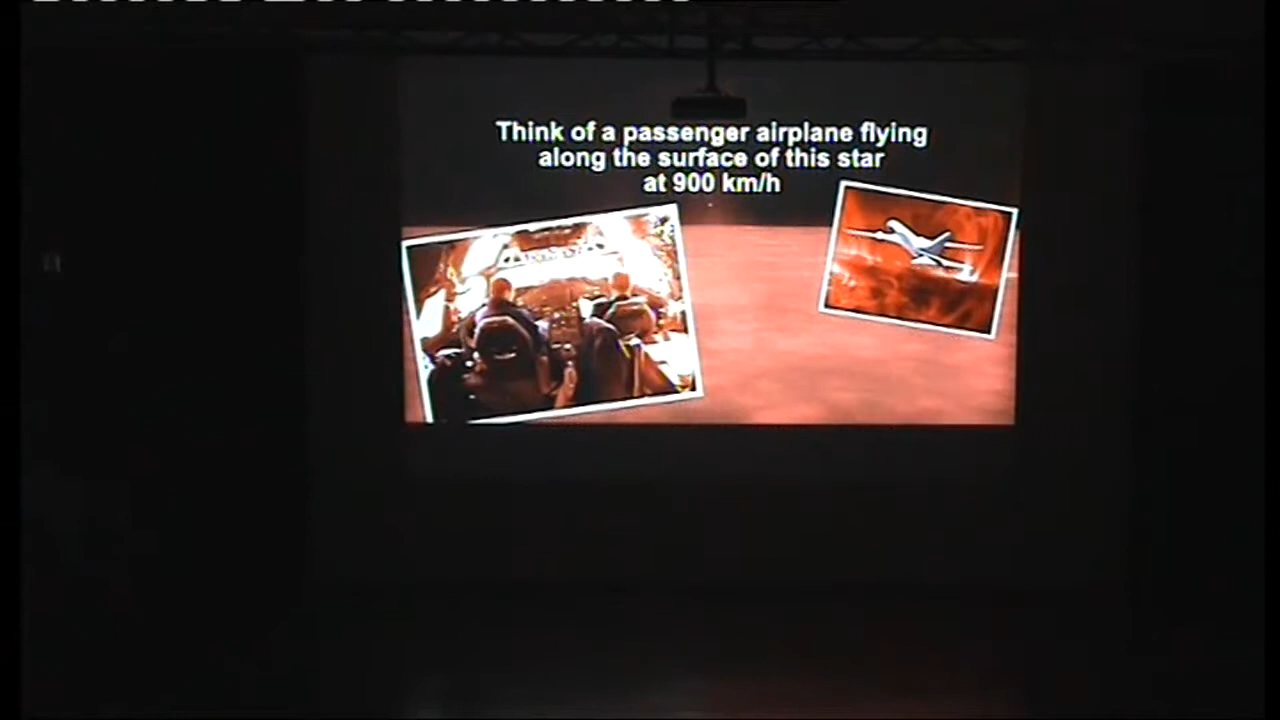 Think of a passenger airplane flying
along the surface of this star
at 900 km/h